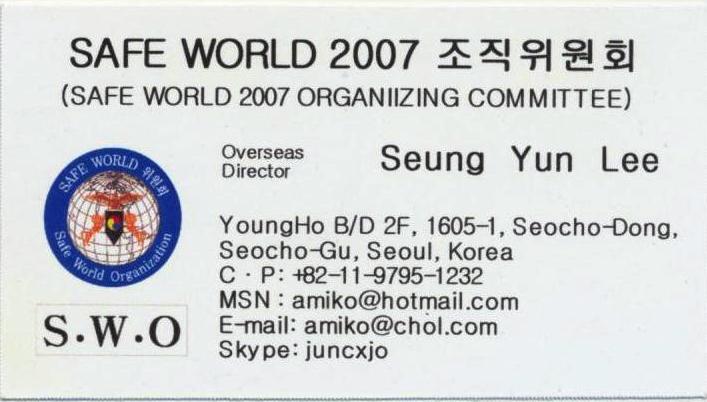 SAFE WORLD 2007 조직위원회
(SAFE WORLD 2007 ORGANIIZING COMMITTEE)
Overseas Director
Seung Yun Lee
SAFE WORLD 위원회
Safe World Organization
S.W.O
YoungHo B/D 2F, 1605-1, Seocho-Dong,
Seocho-Gu, Seoul, Korea
C · P: +82-11-9795-1232
MSN : amiko@hotmail.com
E-mail: amiko@chol.com
Skype: juncxjo